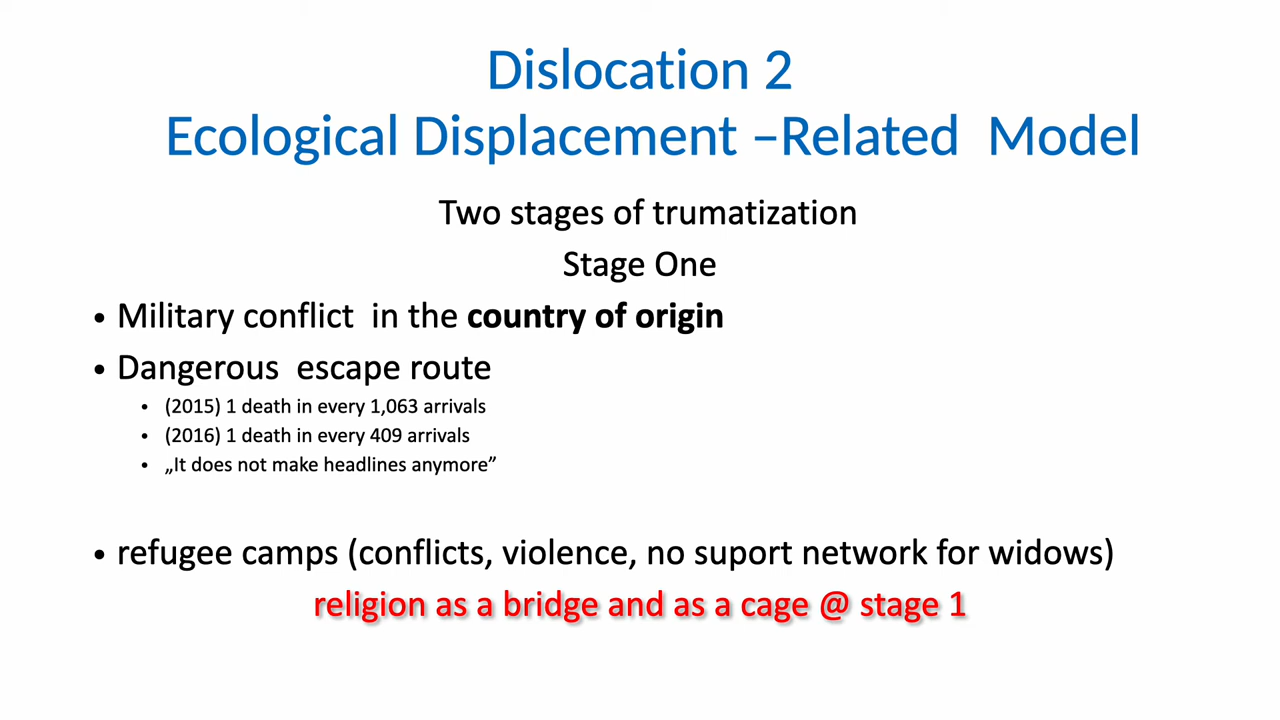 Dislocation 2
Ecological Displacement –Related  Model
Two stages of trumatization
Stage One
• Military conflict  in the country of origin
• Dangerous  escape route
• (2015) 1 death in every 1,063 arrivals
• (2016) 1 death in every 409 arrivals
• „It does not make headlines anymore”
• refugee camps (conflicts, violence, no suport network for widows)
religion as a bridge and as a cage @ stage 1